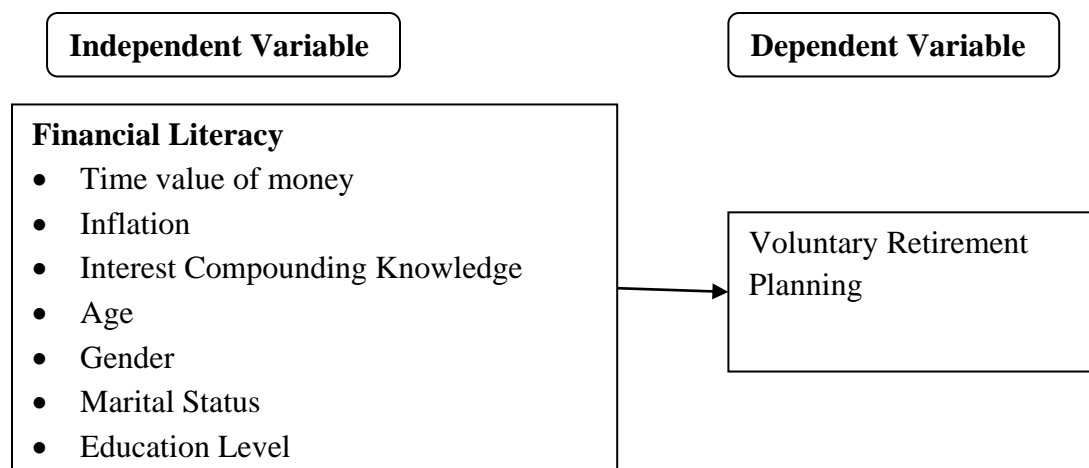 Independent Variable
Dependent Variable
Financial Literacy
• Time value of money
• Inflation
• Interest Compounding Knowledge
• Age
• Gender
• Marital Status
• Education Level
Voluntary Retirement
Planning